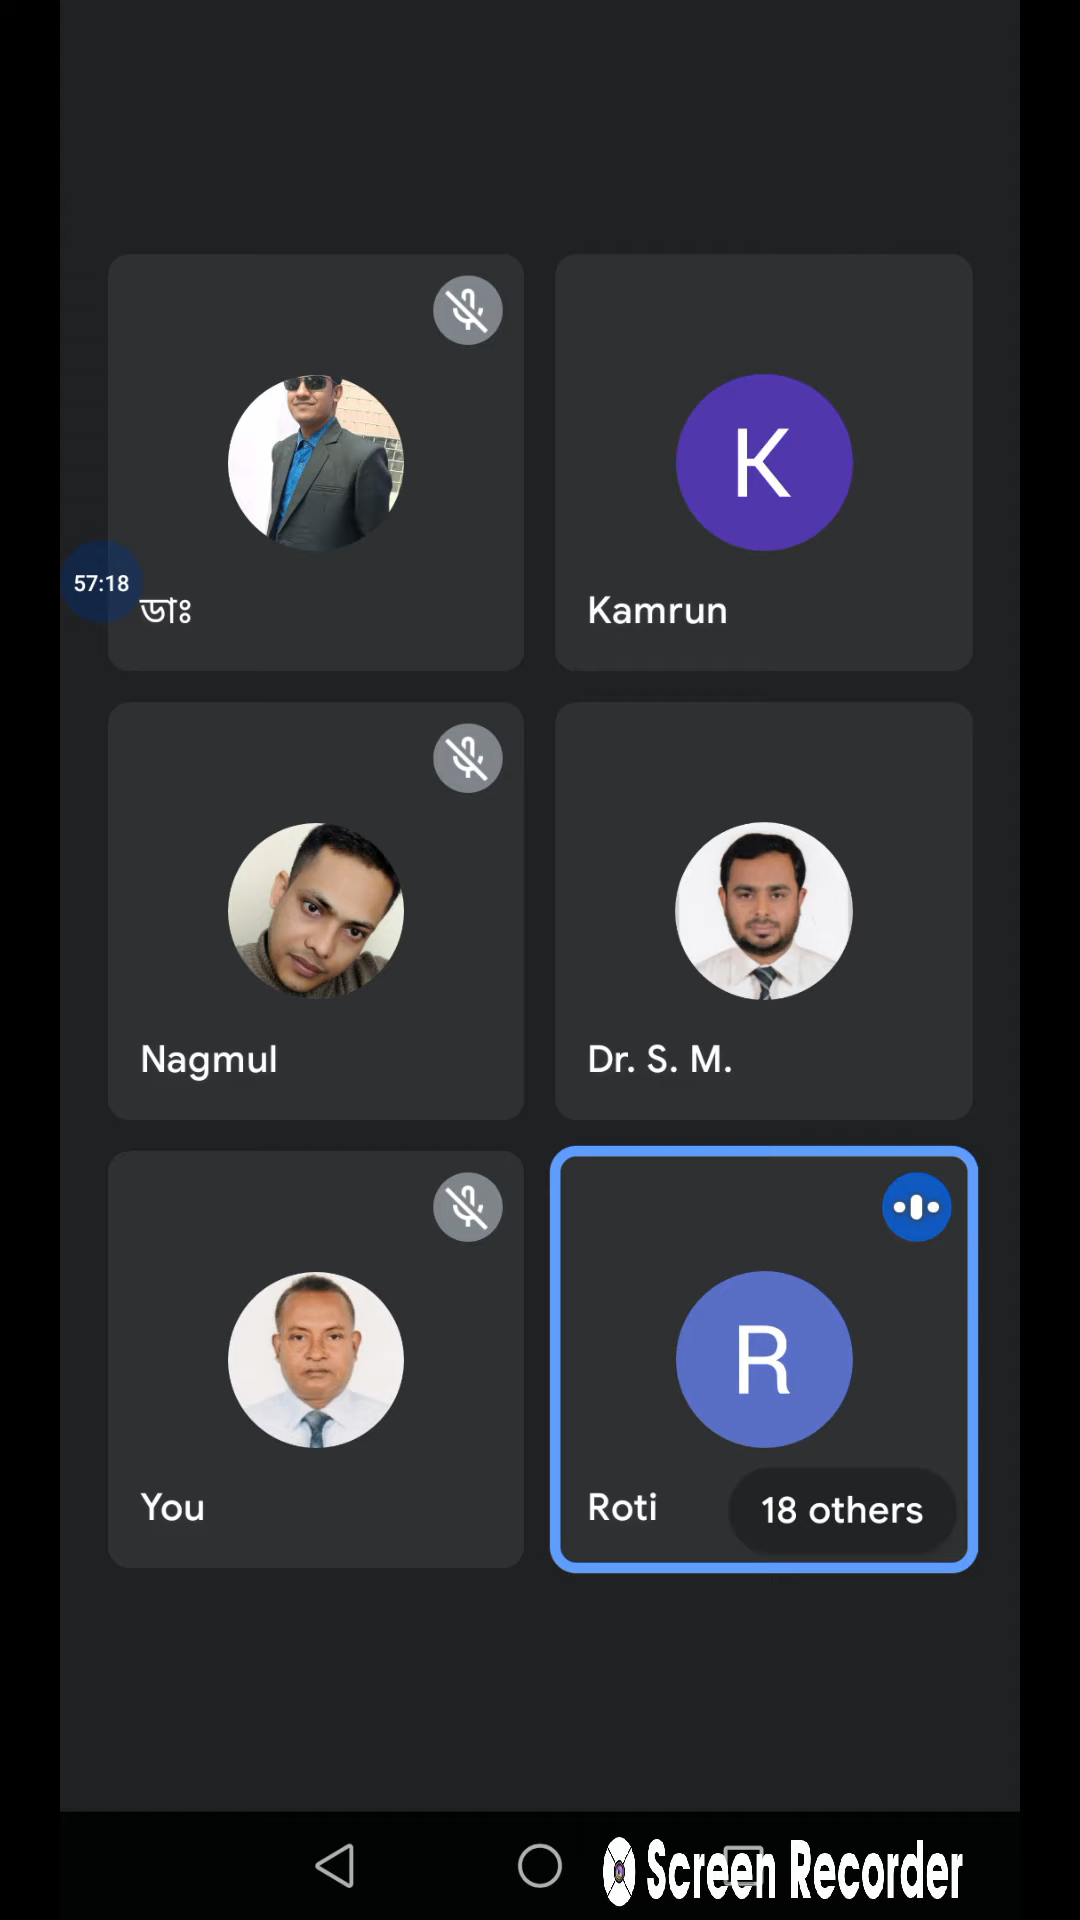 57:18
ডাঃ
K
Kamrun
Nagmul
Dr. S. M.
You
R
Roti
18 others
Screen Recorder